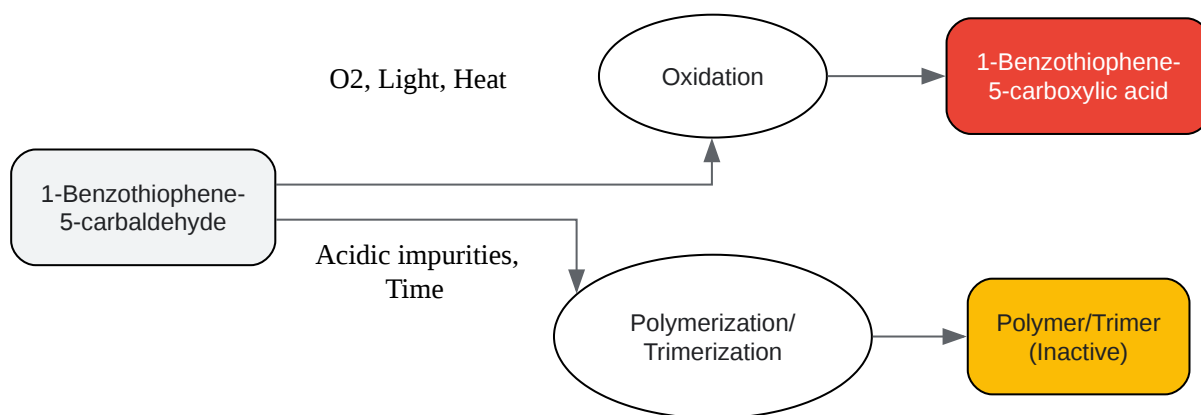 O2, Light, Heat
Oxidation
1-Benzothiophene-
5-carboxylic acid
1-Benzothiophene-
5-carbaldehyde
Acidic impurities,
Time
Polymerization/
Trimerization
Polymer/Trimer
(Inactive)